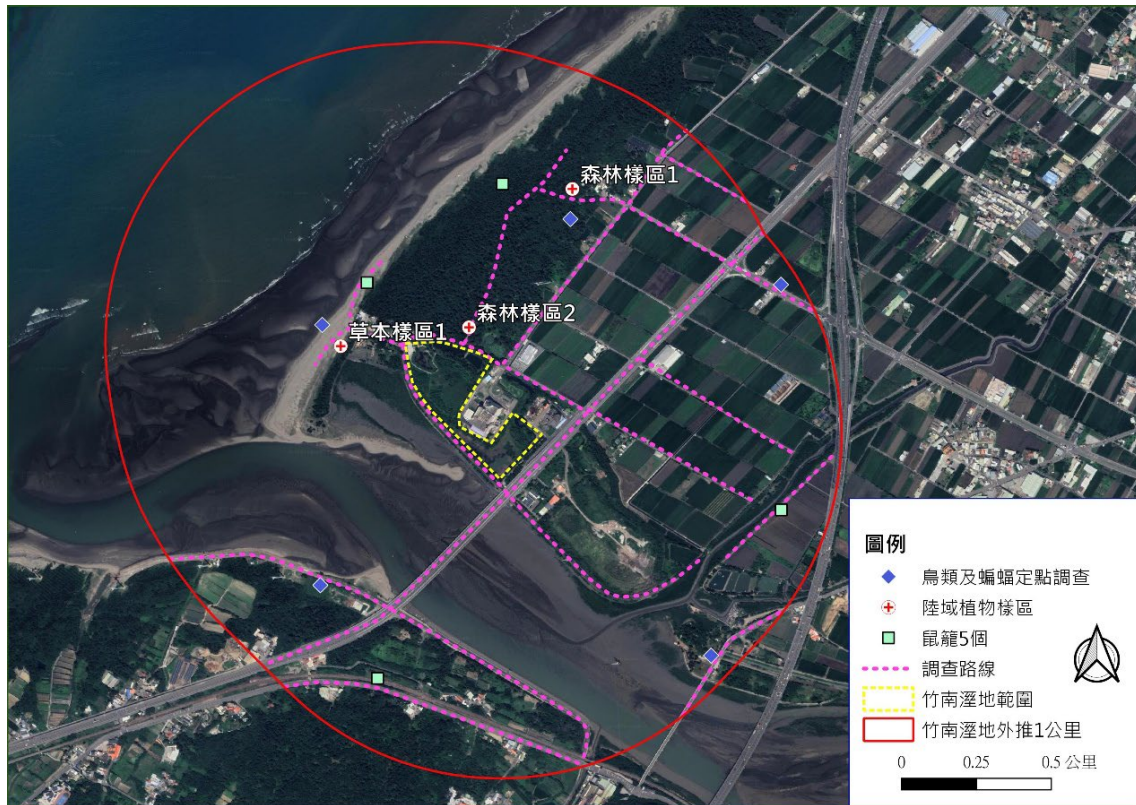 森林樣區1
森林樣區2
草本樣區1
圖例
鳥類及蝙蝠定點調查
陸域植物樣區
鼠籠5個
調查路線
竹南溼地範圍
竹南溼地外推1公里
0 0.25 0.5 公里